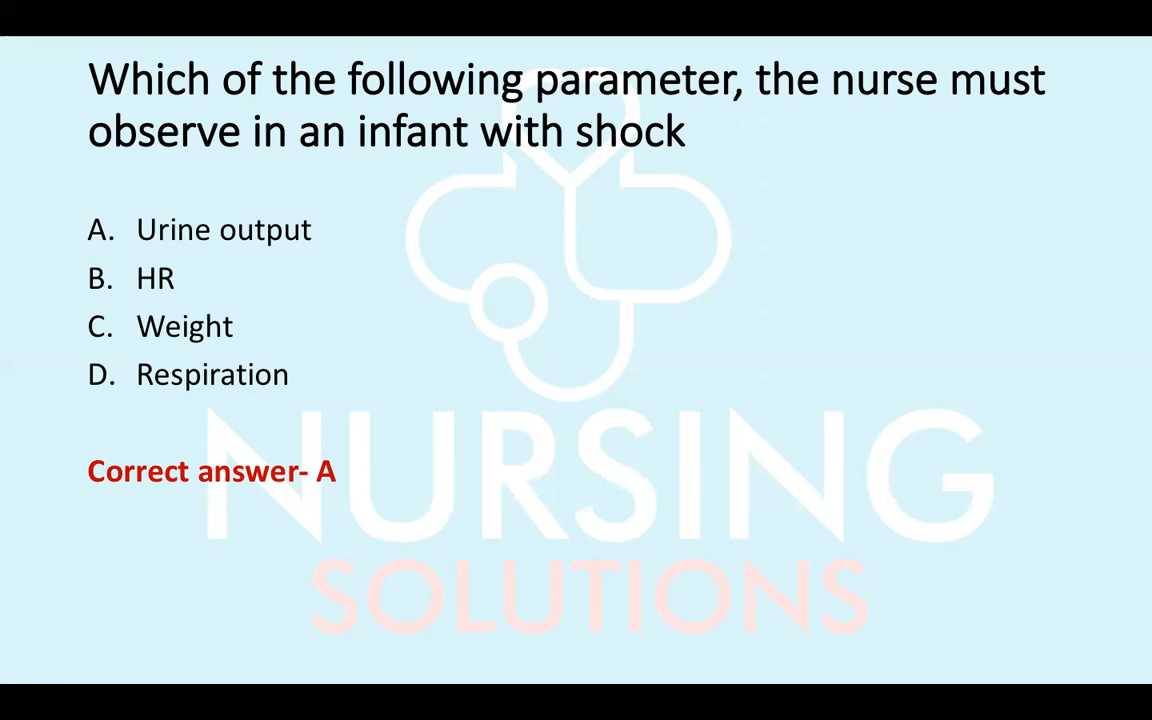 Which of the following parameter, the nurse must
observe in an infant with shock
A. Urine output
B. HR
C. Weight
D. Respiration
Correct answer- A
NURSING
SOLUTIONS